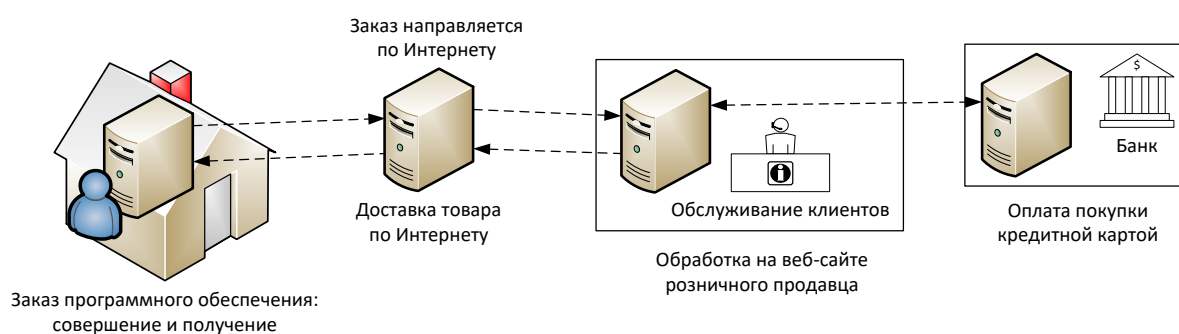 Заказ направляется
по Интернету
$
Банк
Обслуживание клиентов
Доставка товара
по Интернету
Оплата покупки
кредитной картой
Обработка на веб-сайте
розничного продавца
Заказ программного обеспечения:
совершение и получение